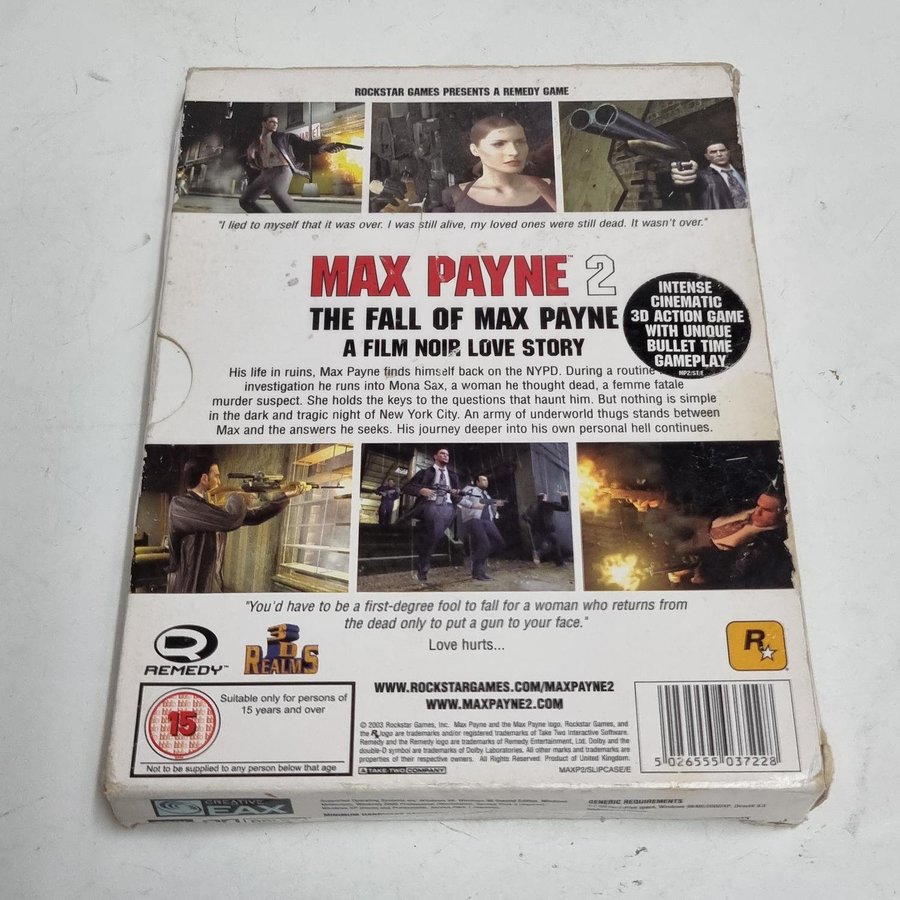 ROCKSTAR GAMES PRESENTS A REMEDY GAME
"I lied to myself that it was over. I was still alive, my loved ones were still dead. It wasn't over."
MAX PAYNE™ 2
THE FALL OF MAX PAYNE
A FILM NOIR LOVE STORY
INTENSE
CINEMATIC
3D ACTION GAME
WITH UNIQUE
BULLET TIME
GAMEPLAY
MP2/ST/E
His life in ruins, Max Payne finds himself back on the NYPD. During a routine
investigation he runs into Mona Sax, a woman he thought dead, a femme fatale
murder suspect. She holds the keys to the questions that haunt him. But nothing is simple
in the dark and tragic night of New York City. An army of underworld thugs stands between
Max and the answers he seeks. His journey deeper into his own personal hell continues.
"You'd have to be a first-degree fool to fall for a woman who returns from
the dead only to put a gun to your face."
Love hurts...
REMEDY™
3D
REALMS
R
15
Suitable only for persons of
15 years and over
Not to be supplied to any person below that age
WWW.ROCKSTARGAMES.COM/MAXPAYNE2
WWW.MAXPAYNE2.COM
© 2003 Rockstar Games, Inc. Max Payne and the Max Payne logo, Rockstar Games, and
the R logo are trademarks and/or registered trademarks of Take Two Interactive Software.
Remedy and the Remedy logo are trademarks of Remedy Entertainment, Ltd. Dolby and the
double-D symbol are trademarks of Dolby Laboratories. All other marks and trademarks are
properties of their respective owners. All Rights Reserved. Product of United Kingdom.
A TAKE-TWO COMPANY
MAXP2/SLIPCASE/E
5 026555 037228
CREATIVE
EAX
GENERIC REQUIREMENTS